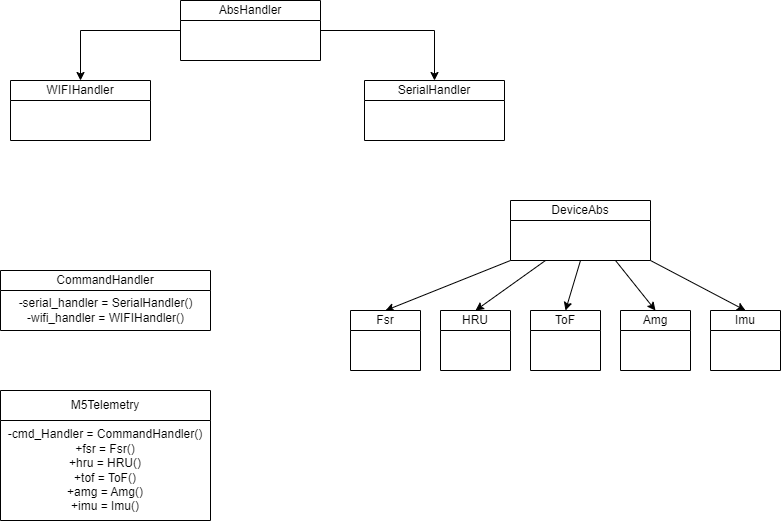 AbsHandler
WIFIHandler
SerialHandler
DeviceAbs
CommandHandler
-serial_handler = SerialHandler()
-wifi_handler = WIFIHandler()
Fsr
HRU
ToF
Amg
Imu
M5Telemetry
-cmd_Handler = CommandHandler()
+fsr = Fsr()
+hru = HRU()
+tof = ToF()
+amg = Amg()
+imu = Imu()